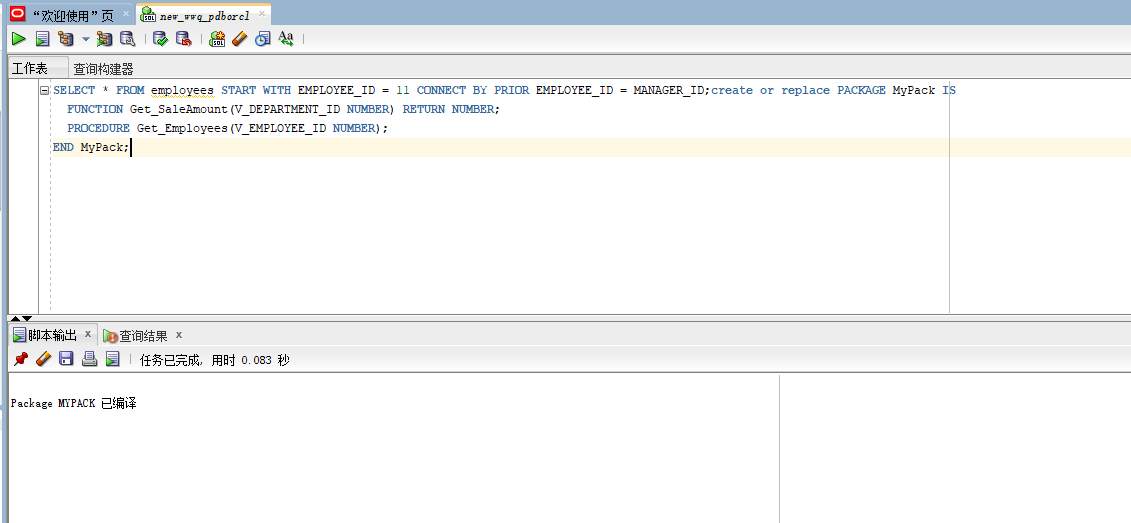 “欢迎使用”页
new_wwq_pdborcl
工作表 查询构建器
SELECT * FROM employees START WITH EMPLOYEE_ID = 11 CONNECT BY PRIOR EMPLOYEE_ID = MANAGER_ID;create or replace PACKAGE MyPack IS
FUNCTION Get_SaleAmount(V_DEPARTMENT_ID NUMBER) RETURN NUMBER;
PROCEDURE Get_Employees(V_EMPLOYEE_ID NUMBER);
END MyPack;
脚本输出 x 查询结果 x
任务已完成, 用时 0.083 秒
Package MYPACK 已编译